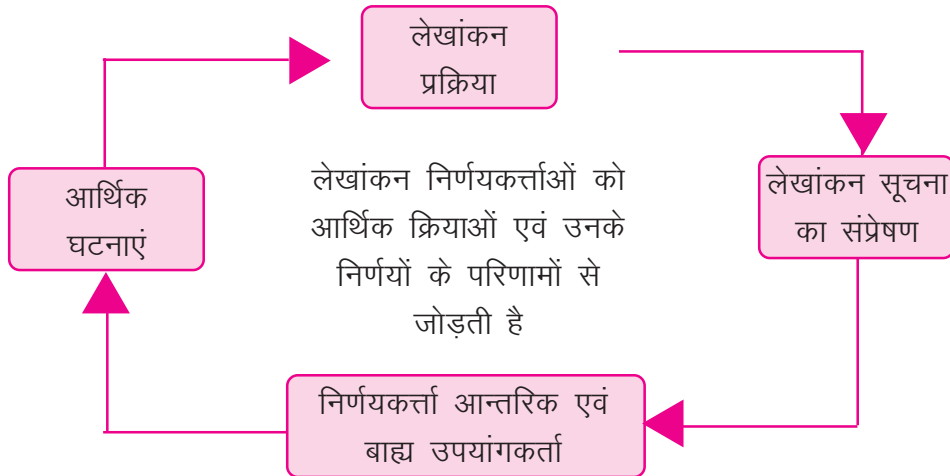 लेखांकन
प्रक्रिया
आर्थिक
घटनाएं
लेखांकन निर्णयकर्त्ताओं को
आर्थिक क्रियाओं एवं उनके
निर्णयों के परिणामों से
जोड़ती है
लेखांकन सूचना
का संप्रेषण
निर्णयकर्त्ता आन्तरिक एवं
बाह्य उपयांगकर्ता